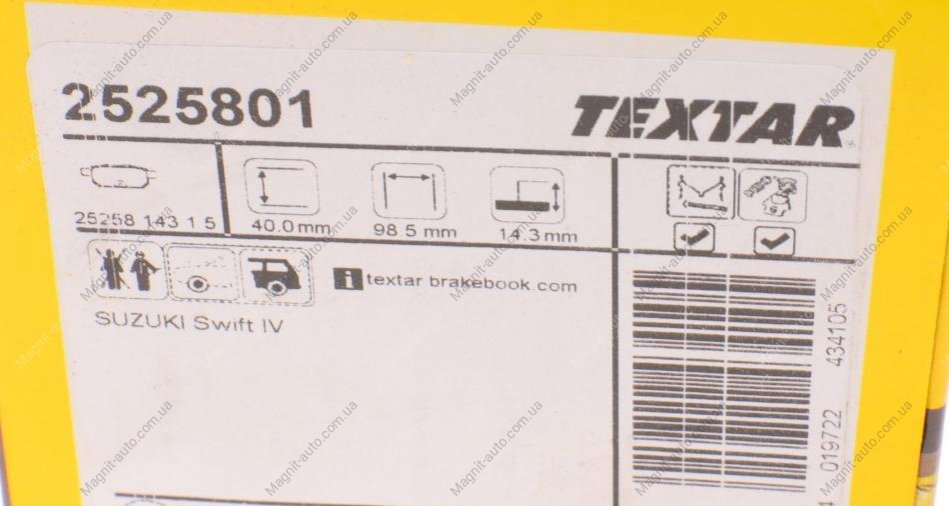 2525801
TEXTAR
25258 143 1 5
40.0 mm
98.5 mm
14.3 mm
i textar brakebook.com
SUZUKI Swift IV
4 019722 434105
Magnit-auto.com.ua